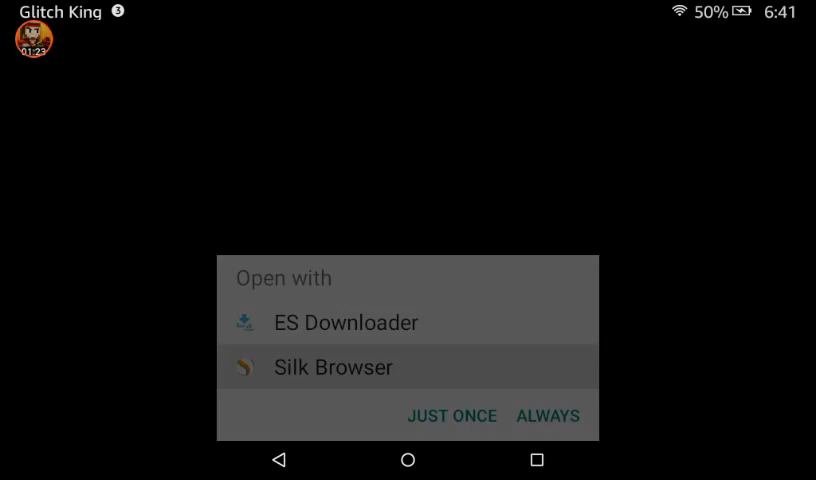 Glitch King 3 50% 6:41
01:23
Open with
ES Downloader
Silk Browser
JUST ONCE ALWAYS